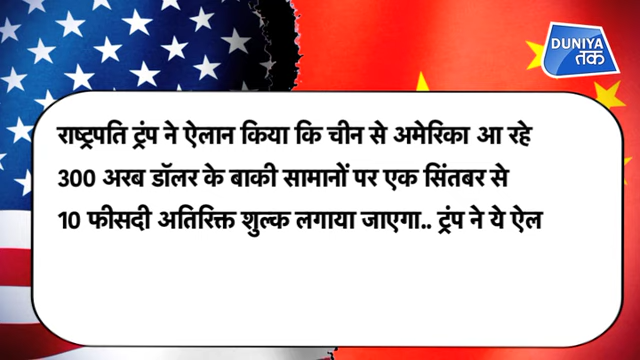 DUNIYA
तक
राष्ट्रपति ट्रंप ने ऐलान किया कि चीन से अमेरिका आ रहे
300 अरब डॉलर के बाकी सामानों पर एक सिंतबर से
10 फीसदी अतिरिक्त शुल्क लगाया जाएगा.. ट्रंप ने ये ऐल